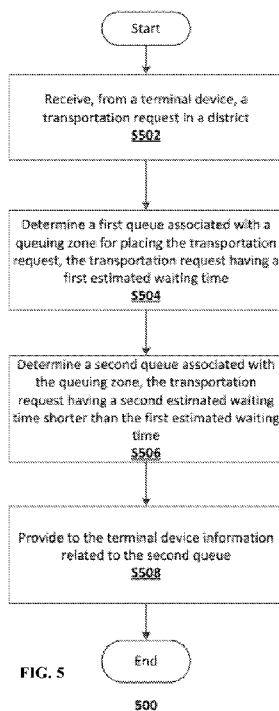 Start
Receive, from a terminal device, a
transportation request in a district
S502
Determine a first queue associated with a
queuing zone for placing the transportation
request, the transportation request having a
first estimated waiting time
S504
Determine a second queue associated with
the queuing zone, the transportation
request having a second estimated waiting
time shorter than the first estimated waiting
time
S506
Provide to the terminal device information
related to the second queue
S508
End
FIG. 5
500